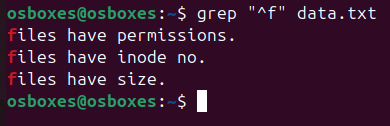 osboxes@osboxes:~$ grep "^f" data.txt
files have permissions.
files have inode no.
files have size.
osboxes@osboxes:~$